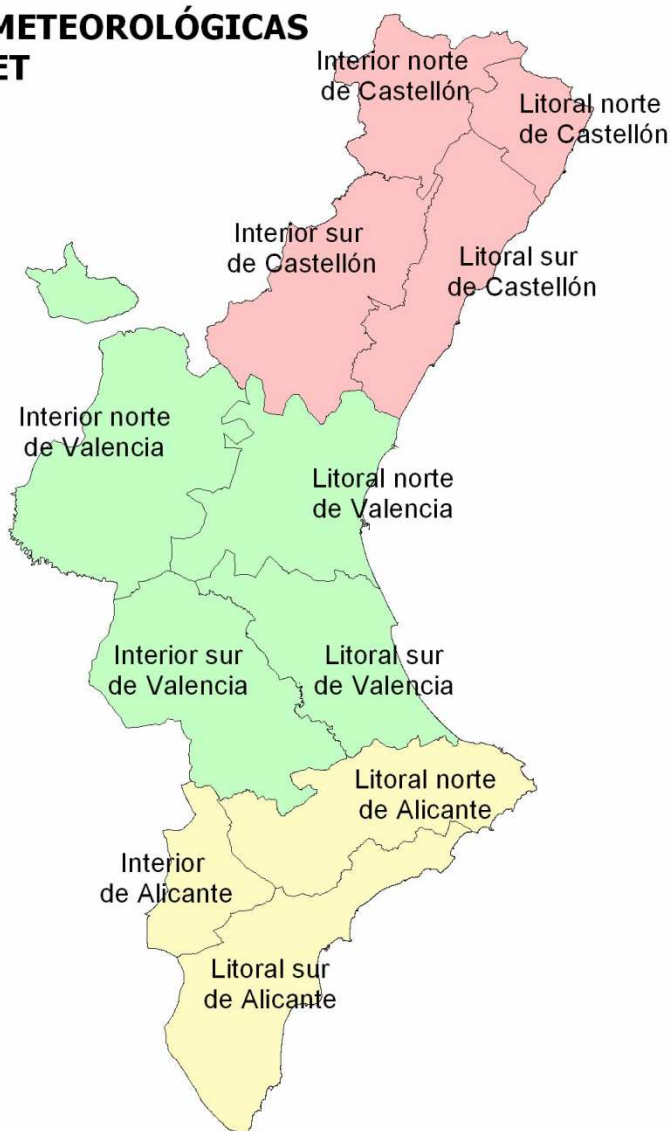 METEOROLÓGICAS
ET
Interior norte
de Castellón
Litoral norte
de Castellón
Interior sur
de Castellón
Litoral sur
de Castellón
Interior norte
de Valencia
Litoral norte
de Valencia
Interior sur
de Valencia
Litoral sur
de Valencia
Litoral norte
de Alicante
Interior
de Alicante
Litoral sur
de Alicante